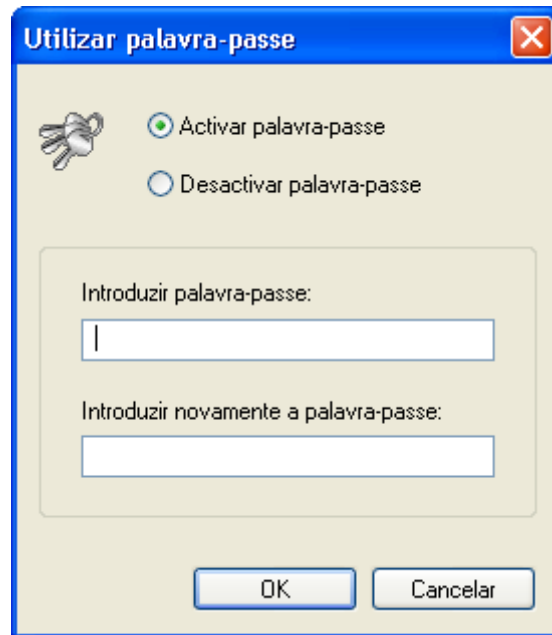 Utilizar palavra-passe
Activar palavra-passe
Desactivar palavra-passe
Introduzir palavra-passe:
Introduzir novamente a palavra-passe:
OK Cancelar